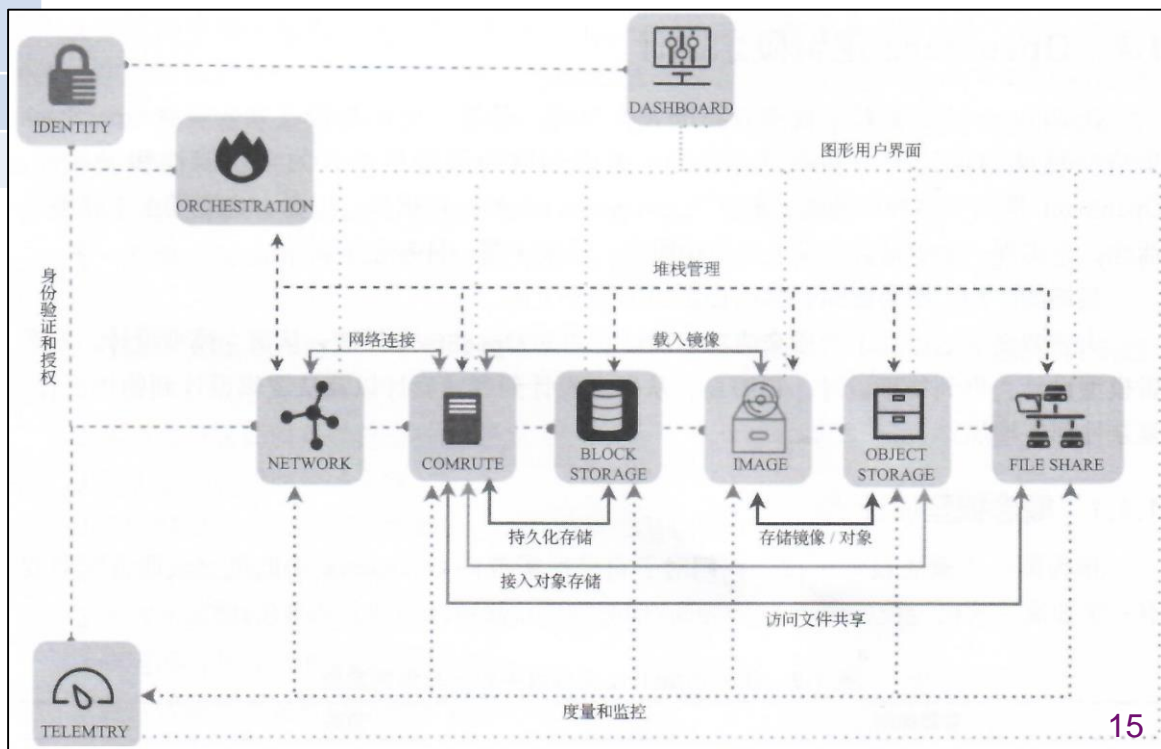 IDENTITY
DASHBOARD
图形用户界面
ORCHESTRATION
堆栈管理
身份验证和授权
网络连接
载入镜像
NETWORK
COMRUTE
BLOCK
STORAGE
IMAGE
OBJECT
STORAGE
FILE SHARE
持久化存储
存储镜像 / 对象
接入对象存储
访问文件共享
度量和监控
TELEMTRY
15